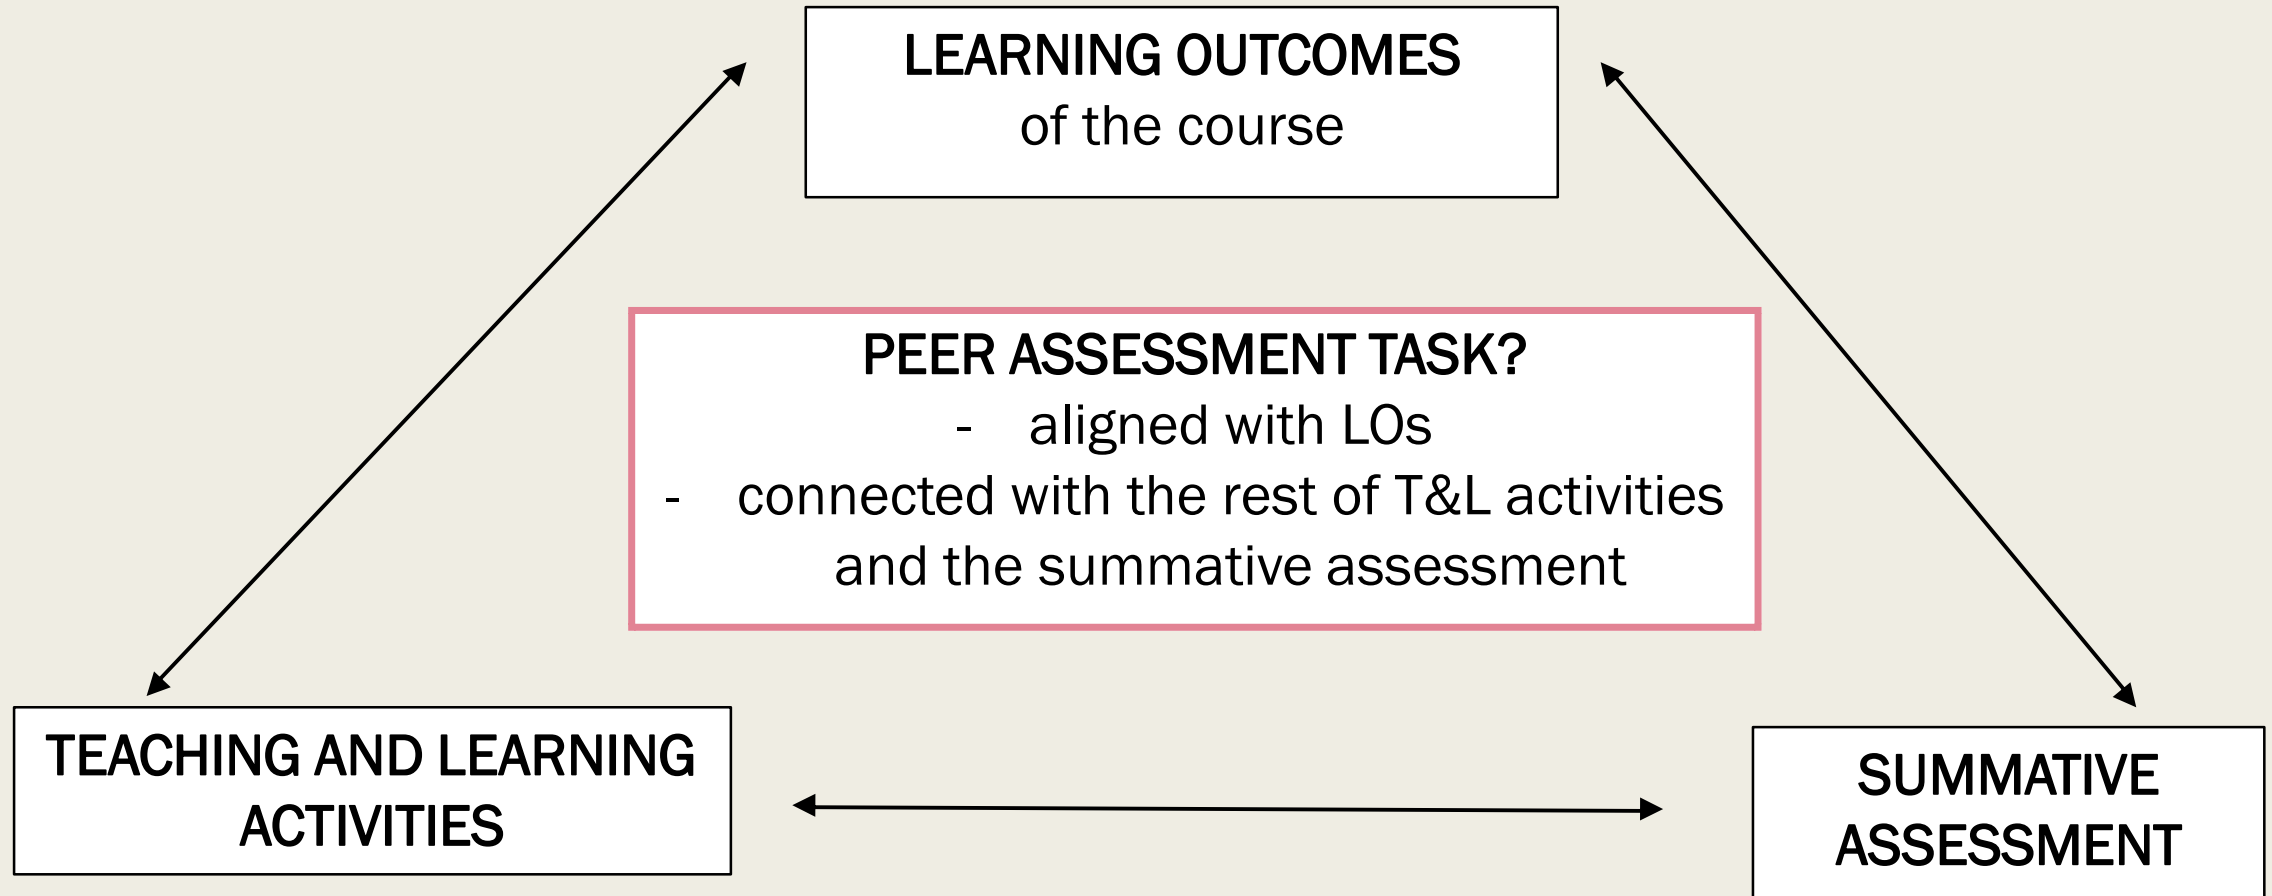 LEARNING OUTCOMES
of the course
PEER ASSESSMENT TASK?
- aligned with LOs
- connected with the rest of T&L activities
and the summative assessment
TEACHING AND LEARNING
ACTIVITIES
SUMMATIVE
ASSESSMENT